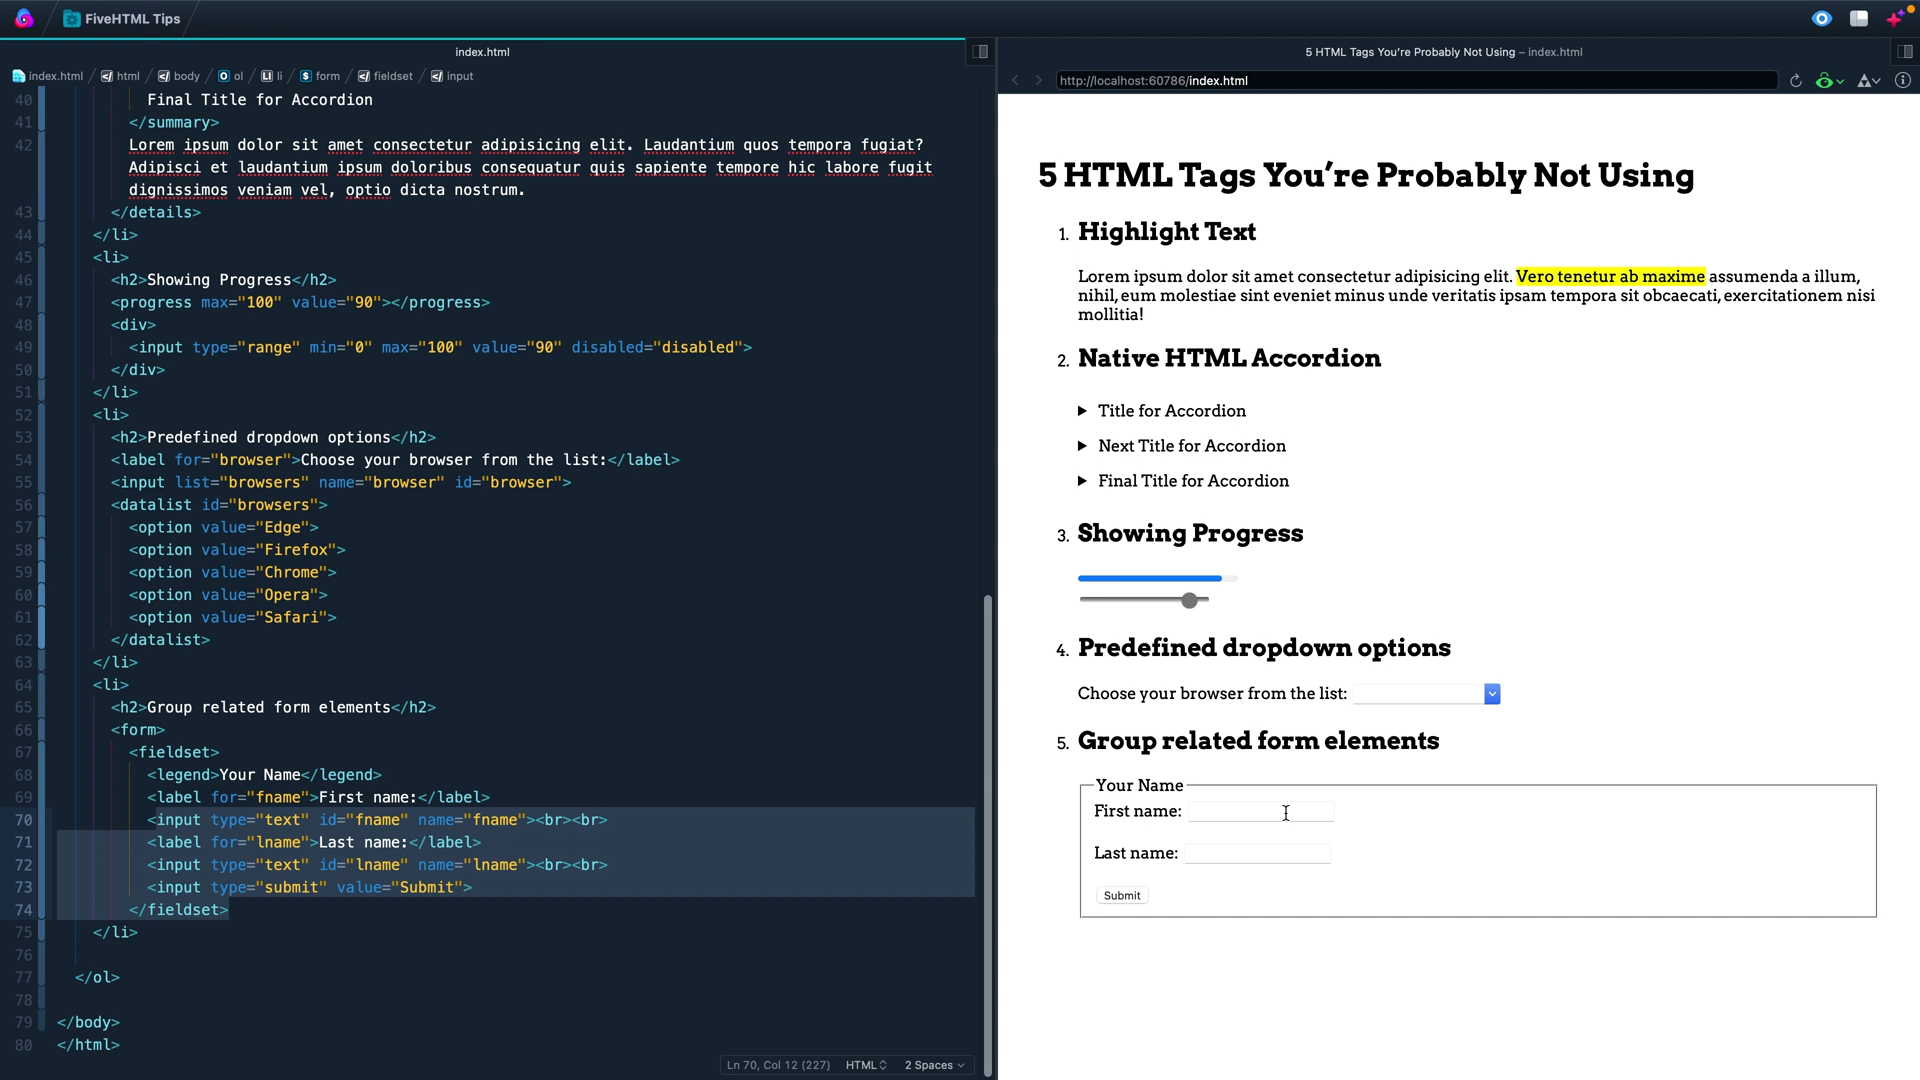 FiveHTML Tips
index.html
index.html / html / body / ol / li / form / fieldset / input
40 Final Title for Accordion
41 </summary>
42 Lorem ipsum dolor sit amet consectetur adipisicing elit. Laudantium quos tempora fugiat?
Adipisci et laudantium ipsum doloribus consequatur quis sapiente tempore hic labore fugit
dignissimos veniam vel, optio dicta nostrum.
43 </details>
44 </li>
45 <li>
46 <h2>Showing Progress</h2>
47 <progress max="100" value="90"></progress>
48 <div>
49 <input type="range" min="0" max="100" value="90" disabled="disabled">
50 </div>
51 </li>
52 <li>
53 <h2>Predefined dropdown options</h2>
54 <label for="browser">Choose your browser from the list:</label>
55 <input list="browsers" name="browser" id="browser">
56 <datalist id="browsers">
57 <option value="Edge">
58 <option value="Firefox">
59 <option value="Chrome">
60 <option value="Opera">
61 <option value="Safari">
62 </datalist>
63 </li>
64 <li>
65 <h2>Group related form elements</h2>
66 <form>
67 <fieldset>
68 <legend>Your Name</legend>
69 <label for="fname">First name:</label>
70 <input type="text" id="fname" name="fname"><br><br>
71 <label for="lname">Last name:</label>
72 <input type="text" id="lname" name="lname"><br><br>
73 <input type="submit" value="Submit">
74 </fieldset>
75 </li>
76
77 </ol>
78
79 </body>
80 </html>
Ln 70, Col 12 (227) HTML 2 Spaces
5 HTML Tags You're Probably Not Using – index.html
http://localhost:60786/index.html
5 HTML Tags You're Probably Not Using
1. Highlight Text
Lorem ipsum dolor sit amet consectetur adipisicing elit. Vero tenetur ab maxime assumenda a illum,
nihil, eum molestiae sint eveniet minus unde veritatis ipsam tempora sit obcaecati, exercitationem nisi
mollitia!
2. Native HTML Accordion
Title for Accordion
Next Title for Accordion
Final Title for Accordion
3. Showing Progress
4. Predefined dropdown options
Choose your browser from the list:
5. Group related form elements
Your Name
First name:
Last name:
Submit